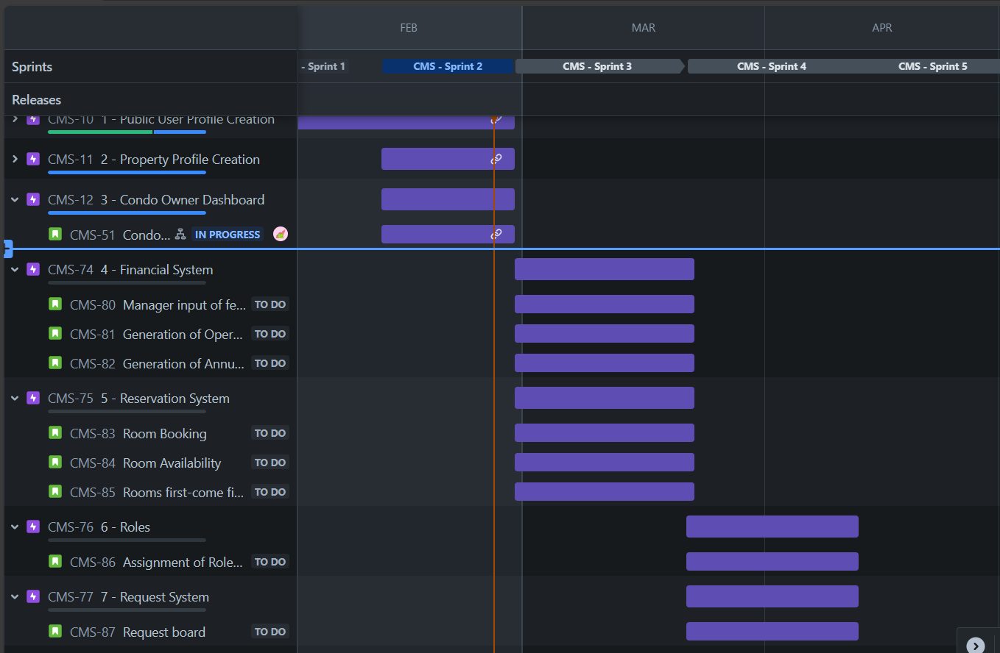 FEB MAR APR
Sprints - Sprint 1 CMS - Sprint 2 CMS - Sprint 3 CMS - Sprint 4 CMS - Sprint 5
Releases
CMS-10 1 - Public User Profile Creation
CMS-11 2 - Property Profile Creation
CMS-12 3 - Condo Owner Dashboard
CMS-51 Condo... IN PROGRESS
CMS-74 4 - Financial System
CMS-80 Manager input of fe... TO DO
CMS-81 Generation of Oper... TO DO
CMS-82 Generation of Annu... TO DO
CMS-75 5 - Reservation System
CMS-83 Room Booking TO DO
CMS-84 Room Availability TO DO
CMS-85 Rooms first-come fi... TO DO
CMS-76 6 - Roles
CMS-86 Assignment of Role... TO DO
CMS-77 7 - Request System
CMS-87 Request board TO DO